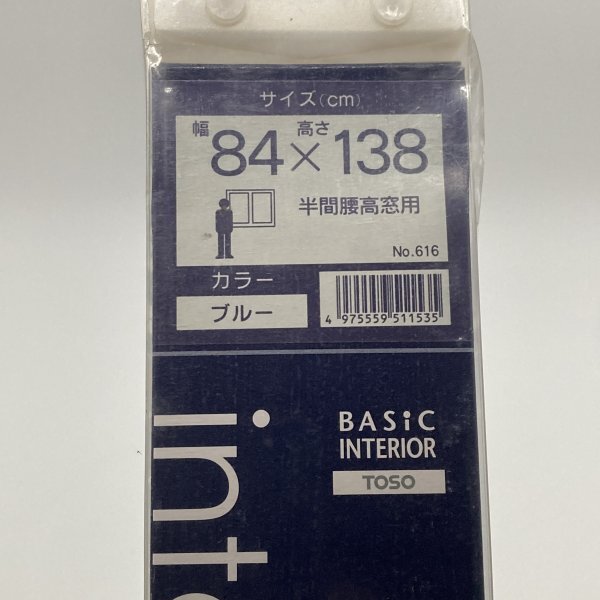 サイズ(cm)
幅 84 × 高さ 138
半間腰高窓用
No.616
カラー
ブルー
4 975559 511535
BASiC
INTERIOR
TOSO
inte